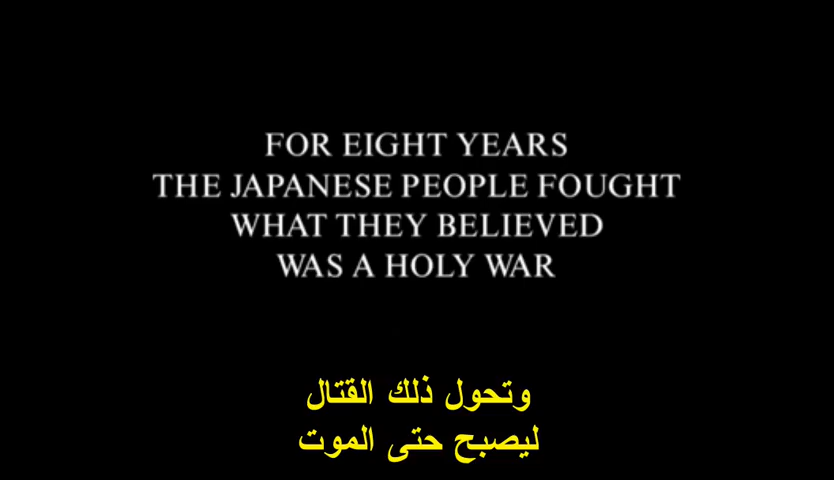 FOR EIGHT YEARS
THE JAPANESE PEOPLE FOUGHT
WHAT THEY BELIEVED
WAS A HOLY WAR
وتحول ذلك القتال
ليصبح حتى الموت